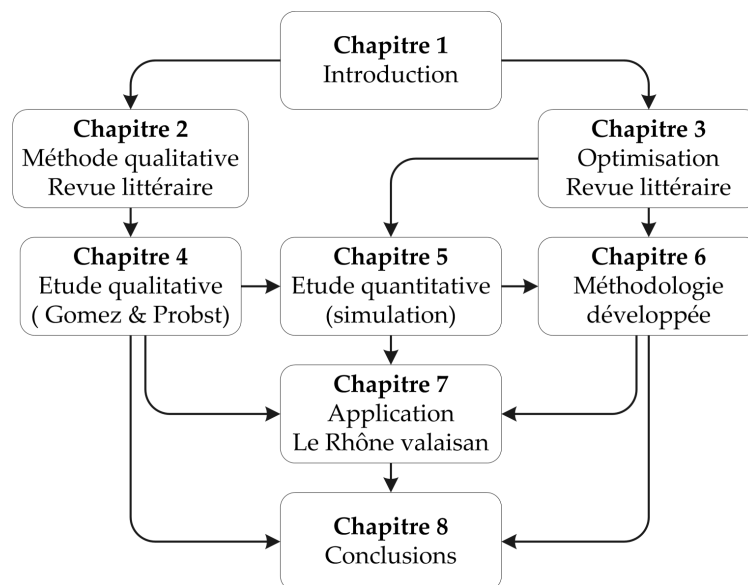 Chapitre 1
Introduction
Chapitre 2
Méthode qualitative
Revue littéraire
Chapitre 3
Optimisation
Revue littéraire
Chapitre 4
Etude qualitative
( Gomez & Probst)
Chapitre 5
Etude quantitative
(simulation)
Chapitre 6
Méthodologie
développée
Chapitre 7
Application
Le Rhône valaisan
Chapitre 8
Conclusions